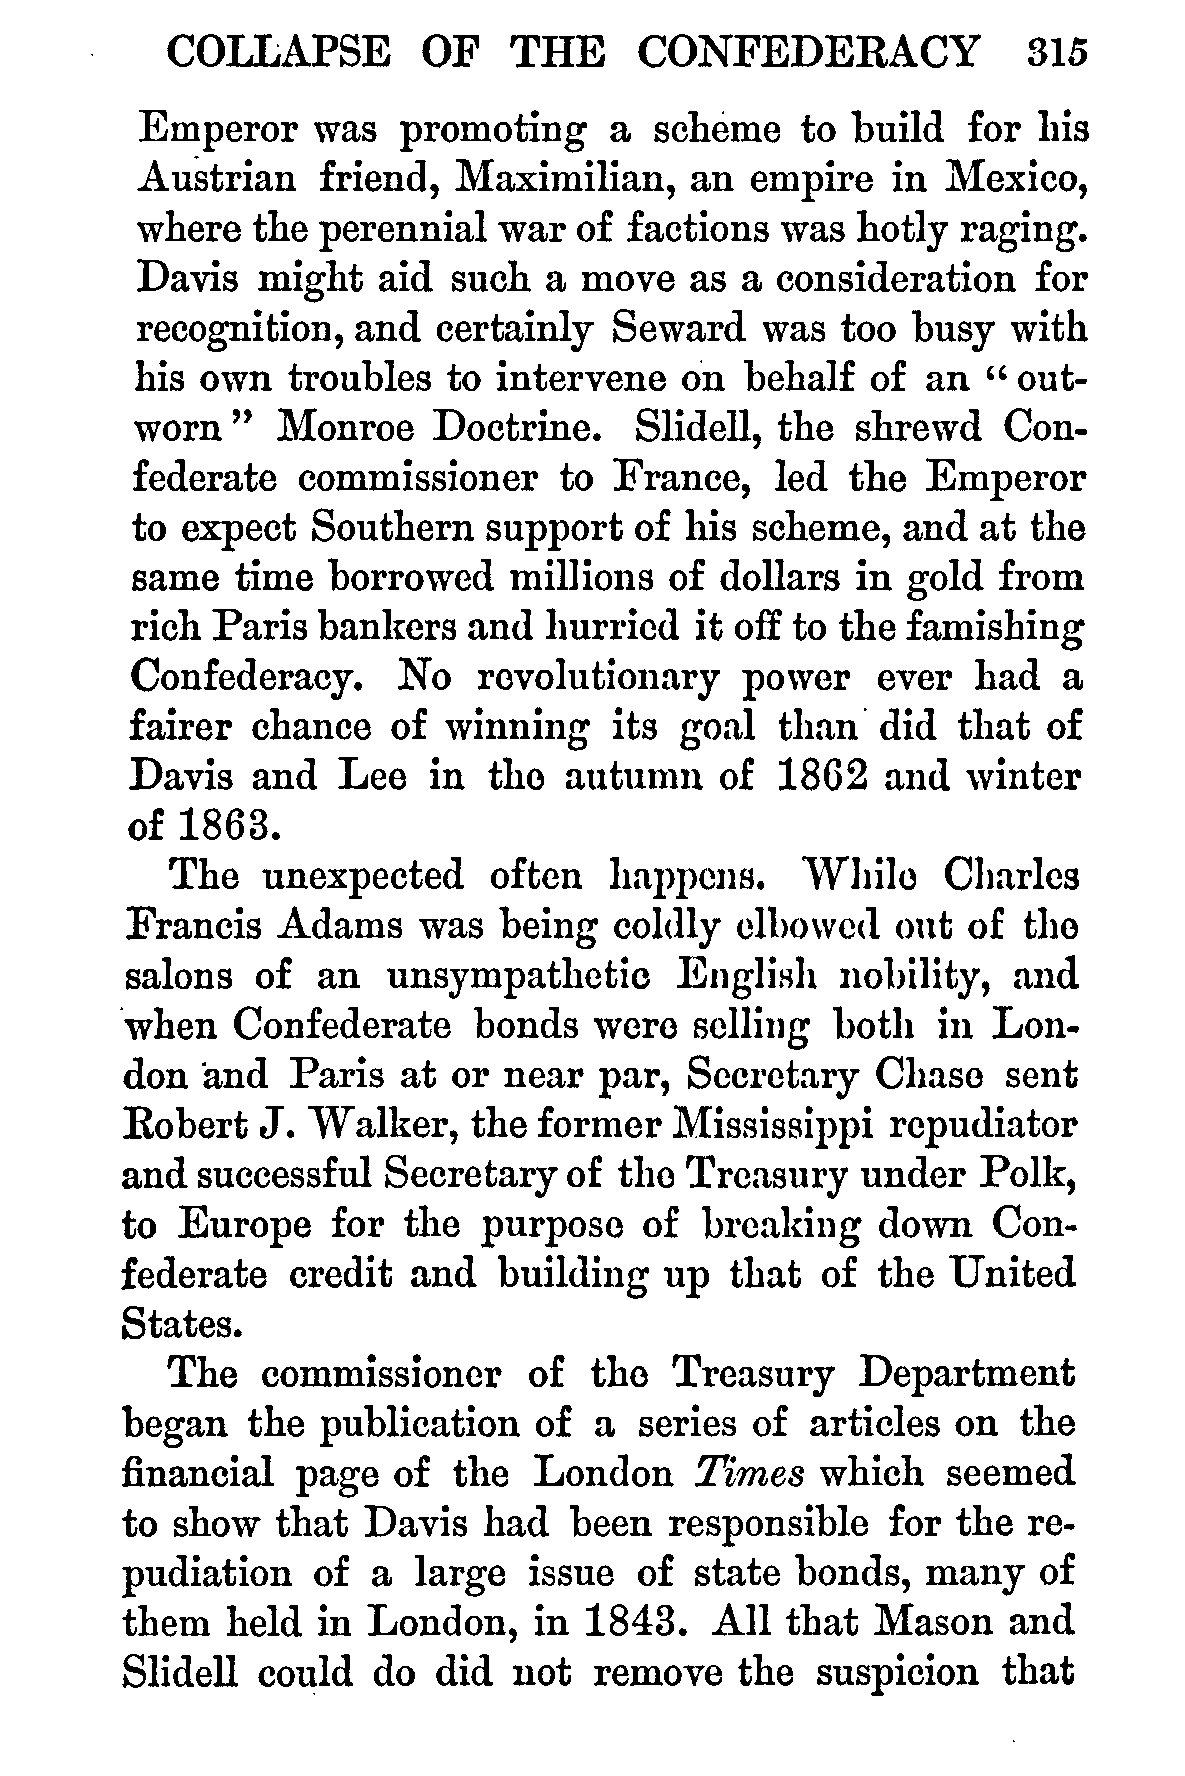 COLLAPSE OF THE CONFEDERACY 315
Emperor was promoting a scheme to build for his
Austrian friend, Maximilian, an empire in Mexico,
where the perennial war of factions was hotly raging.
Davis might aid such a move as a consideration for
recognition, and certainly Seward was too busy with
his own troubles to intervene on behalf of an “ out-
worn ” Monroe Doctrine. Slidell, the shrewd Con-
federate commissioner to France, led the Emperor
to expect Southern support of his scheme, and at the
same time borrowed millions of dollars in gold from
rich Paris bankers and hurried it off to the famishing
Confederacy. No revolutionary power ever had a
fairer chance of winning its goal than did that of
Davis and Lee in the autumn of 1862 and winter
of 1863.
The unexpected often happens. While Charles
Francis Adams was being coldly elbowed out of the
salons of an unsympathetic English nobility, and
when Confederate bonds were selling both in Lon-
don and Paris at or near par, Secretary Chase sent
Robert J. Walker, the former Mississippi repudiator
and successful Secretary of the Treasury under Polk,
to Europe for the purpose of breaking down Con-
federate credit and building up that of the United
States.
The commissioner of the Treasury Department
began the publication of a series of articles on the
financial page of the London Times which seemed
to show that Davis had been responsible for the re-
pudiation of a large issue of state bonds, many of
them held in London, in 1843. All that Mason and
Slidell could do did not remove the suspicion that